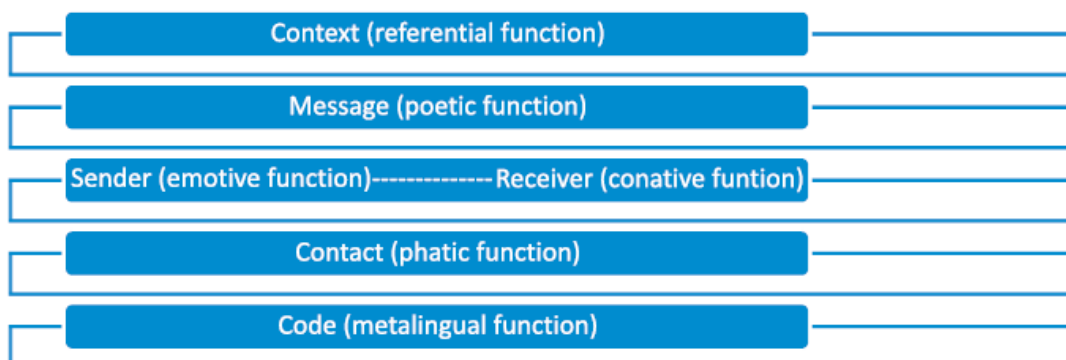 Context (referential function)
Message (poetic function)
Sender (emotive function)--------------Receiver (conative funtion)
Contact (phatic function)
Code (metalingual function)